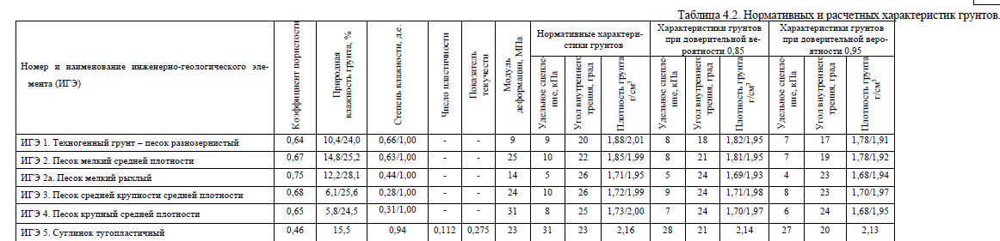 Таблица 4.2. Нормативных и расчетных характеристик грунтов.
Номер и наименование инженерно-геологического эле-
мента (ИГЭ)
Коэффициент пористости
Природная
влажность грунта, %
Степень влажности, д.е.
Число пластичности
Показатель
текучести
Модуль
деформации, МПа
Нормативные характери-
стики грунтов
Характеристики грунтов
при доверительной ве-
роятности 0,85
Характеристики грунтов
при доверительной веро-
ятности 0,95
Удельное сцепле-
ние, кПа
Угол внутреннего
трения, град
Плотность грунта
г/см³
Удельное сцепле-
ние, кПа
Угол внутреннего
трения, град
Плотность грунта
г/см³
Удельное сцепле-
ние, кПа
Угол внутреннего
трения, град
Плотность грунта
г/см³
ИГЭ 1. Техногенный грунт – песок разнозернистый 0,64 10,4/24,0 0,66/1,00 - - 9 9 20 1,88/2,01 8 18 1,82/1,95 7 17 1,78/1,91
ИГЭ 2. Песок мелкий средней плотности 0,67 14,8/25,2 0,63/1,00 - - 25 10 22 1,85/1,99 8 21 1,81/1,95 7 19 1,78/1,92
ИГЭ 2а. Песок мелкий рыхлый 0,75 12,2/28,1 0,44/1,00 - - 14 5 26 1,71/1,95 5 24 1,69/1,93 4 23 1,68/1,94
ИГЭ 3. Песок средней крупности средней плотности 0,68 6,1/25,6 0,28/1,00 - - 24 10 26 1,72/1,99 9 24 1,71/1,98 8 23 1,70/1,97
ИГЭ 4. Песок крупный средней плотности 0,65 5,8/24,5 0,31/1,00 - - 31 8 25 1,73/2,00 7 24 1,70/1,97 6 24 1,68/1,95
ИГЭ 5. Суглинок тугопластичный 0,46 15,5 0,94 0,112 0,275 23 31 23 2,16 28 21 2,14 27 20 2,13